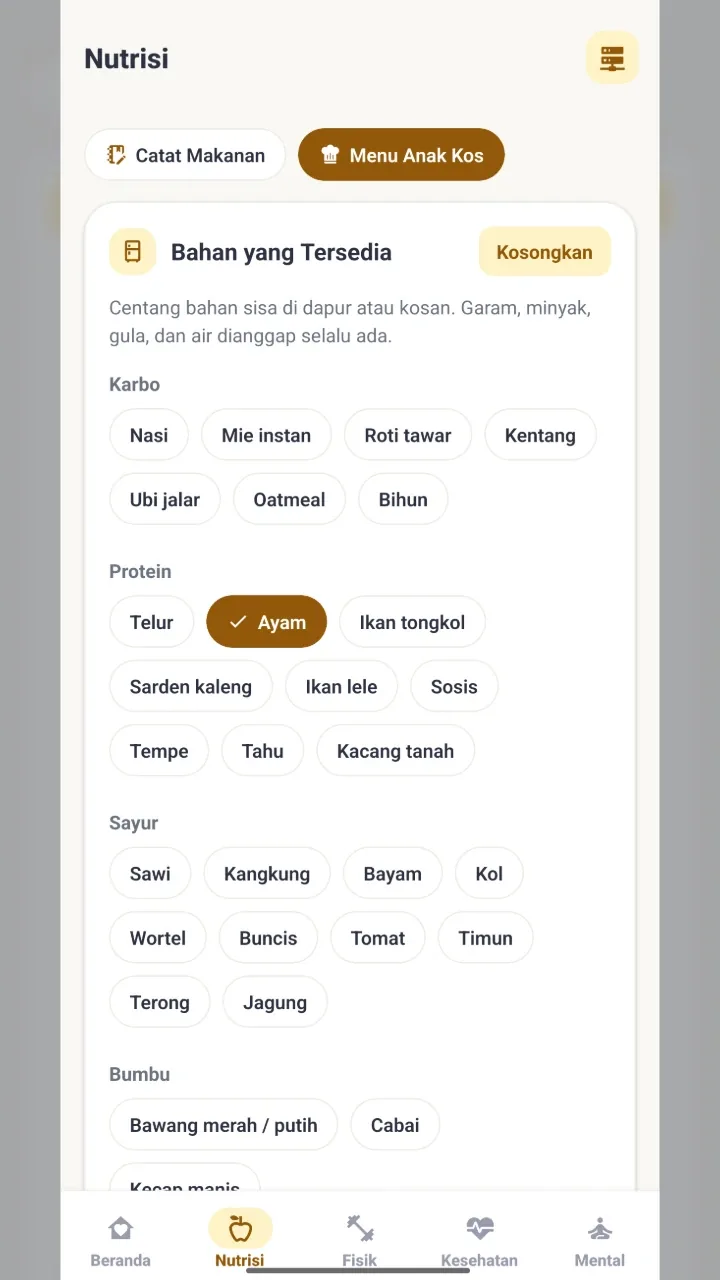 Nutrisi
Catat Makanan
Menu Anak Kos
Bahan yang Tersedia
Kosongkan
Centang bahan sisa di dapur atau kosan. Garam, minyak,
gula, dan air dianggap selalu ada.
Karbo
Nasi
Mie instan
Roti tawar
Kentang
Ubi jalar
Oatmeal
Bihun
Protein
Telur
Ayam
Ikan tongkol
Sarden kaleng
Ikan lele
Sosis
Tempe
Tahu
Kacang tanah
Sayur
Sawi
Kangkung
Bayam
Kol
Wortel
Buncis
Tomat
Timun
Terong
Jagung
Bumbu
Bawang merah / putih
Cabai
Kecap manis
Beranda
Nutrisi
Fisik
Kesehatan
Mental